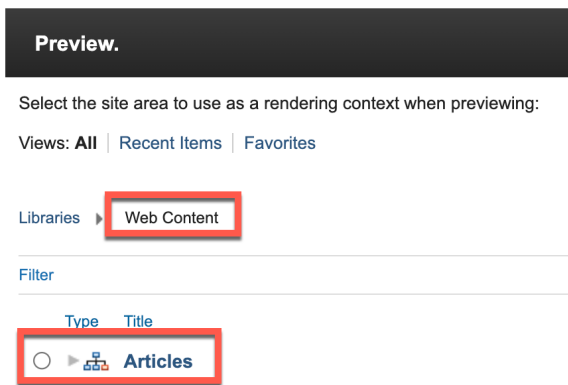 Preview.
Select the site area to use as a rendering context when previewing:
Views: All Recent Items Favorites
Libraries Web Content
Filter
Type Title
Articles